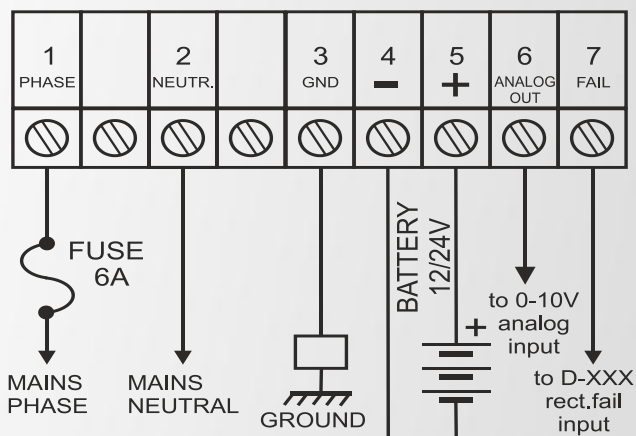 1 2 3 4 5 6 7
PHASE NEUTR. GND - + ANALOG OUT FAIL
FUSE
6A
BATTERY
12/24V
+
to 0-10V
analog
input
MAINS
PHASE
MAINS
NEUTRAL
GROUND
to D-XXX
rect.fail
input